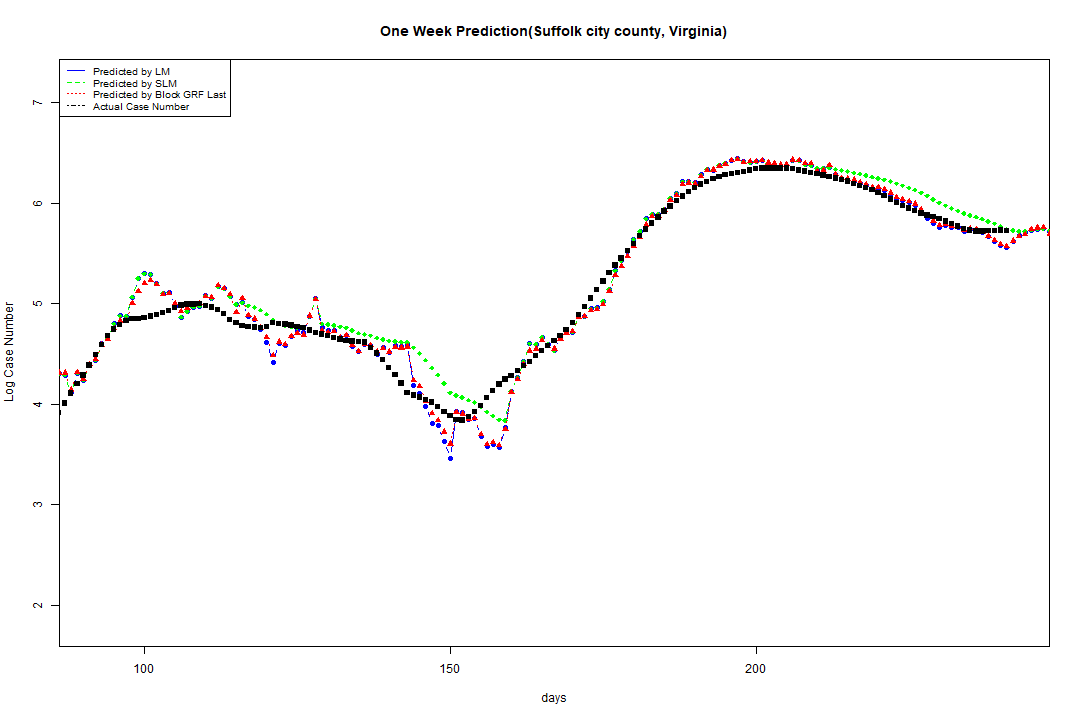 One Week Prediction(Suffolk city county, Virginia)
Predicted by LM
Predicted by SLM
Predicted by Block GRF Last
Actual Case Number
7
6
5
4
3
2
Log Case Number
100 150 200
days